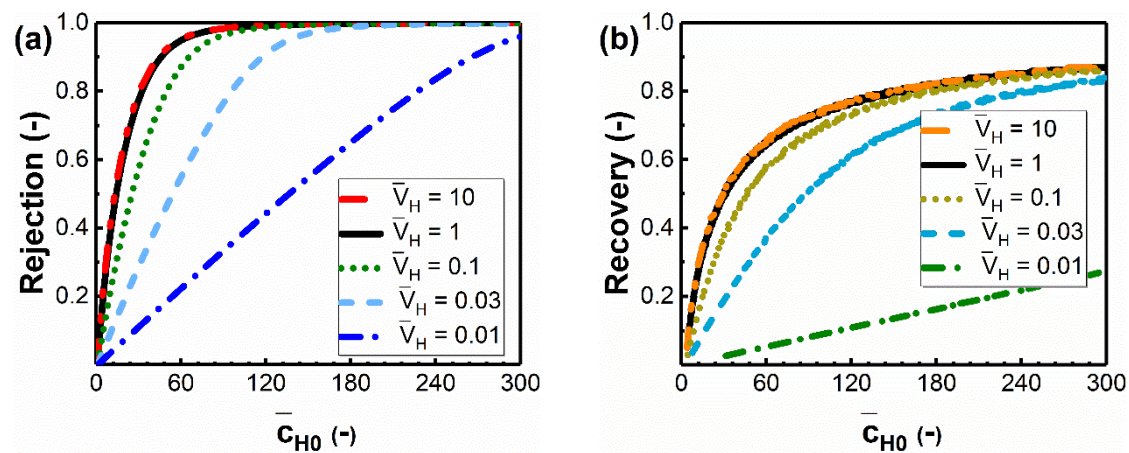 (a)
Rejection (-)
1.0
0.8
0.6
0.4
0.2
0
60
120
180
240
300
c̅H0 (-)
V̅H = 10
V̅H = 1
V̅H = 0.1
V̅H = 0.03
V̅H = 0.01
(b)
Recovery (-)
1.0
0.8
0.6
0.4
0.2
0
60
120
180
240
300
c̅H0 (-)
V̅H = 10
V̅H = 1
V̅H = 0.1
V̅H = 0.03
V̅H = 0.01